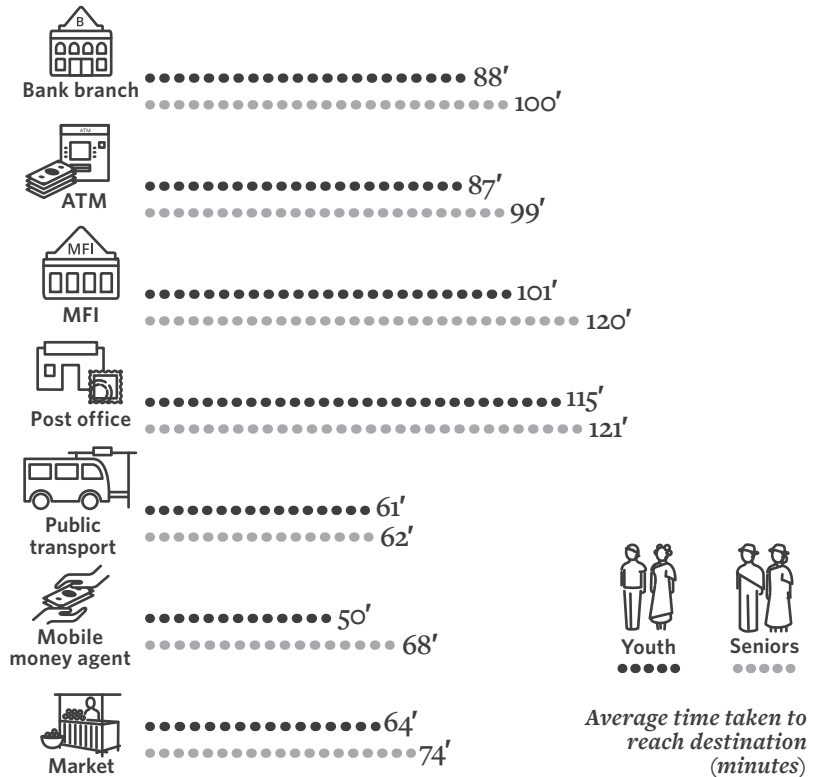 B
Bank branch
88'
100'
ATM
ATM
87'
99'
MFI
MFI
101'
120'
Post office
115'
121'
Public
transport
61'
62'
Mobile
money agent
50'
68'
Market
64'
74'
Youth
Seniors
Average time taken to
reach destination
(minutes)